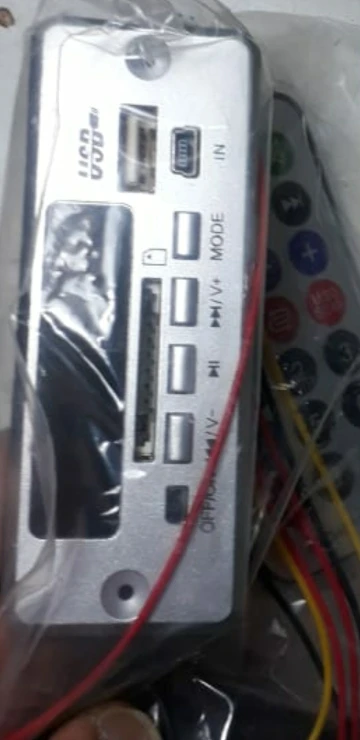 USB
IN
MODE
▶▶/V+
▶||
|◀◀/V-
OFF/ON